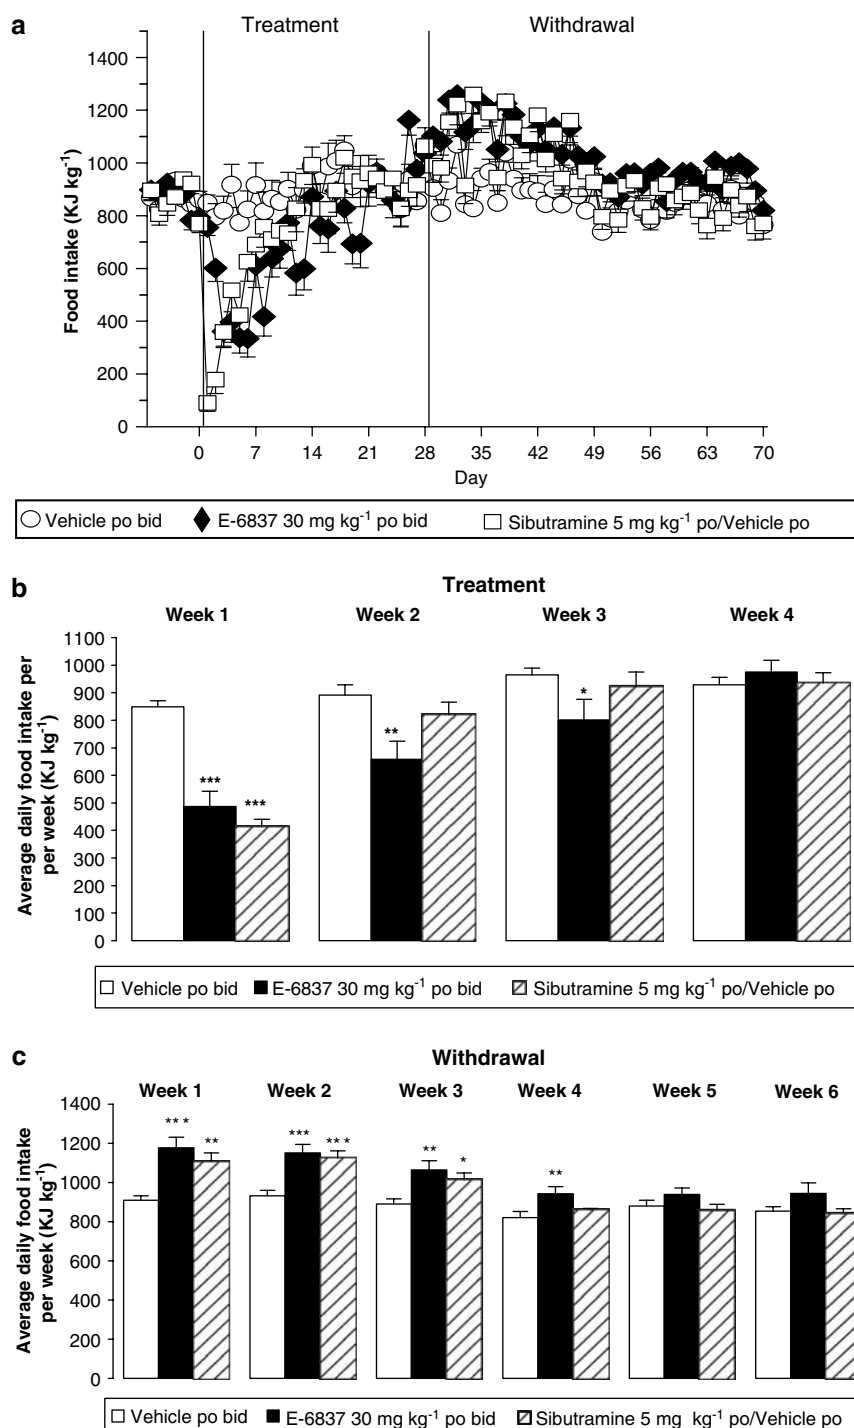 a
Treatment Withdrawal
Food intake (KJ kg-1)
1400
1200
1000
800
600
400
200
0
0 7 14 21 28 35 42 49 56 63 70
Day
Vehicle po bid E-6837 30 mg kg-1 po bid Sibutramine 5 mg kg-1 po/Vehicle po
b
Treatment
Week 1 Week 2 Week 3 Week 4
Average daily food intake per
per week (KJ kg-1)
1100
1000
900
800
700
600
500
400
300
200
100
0
*** *** ** *
Vehicle po bid E-6837 30 mg kg-1 po bid Sibutramine 5 mg kg-1 po/Vehicle po
c
Withdrawal
Week 1 Week 2 Week 3 Week 4 Week 5 Week 6
Average daily food intake
per week (KJ kg-1)
1400
1200
1000
800
600
400
200
0
** * ** *** ** * ** * **
Vehicle po bid E-6837 30 mg kg-1 po bid Sibutramine 5 mg kg-1 po/Vehicle po